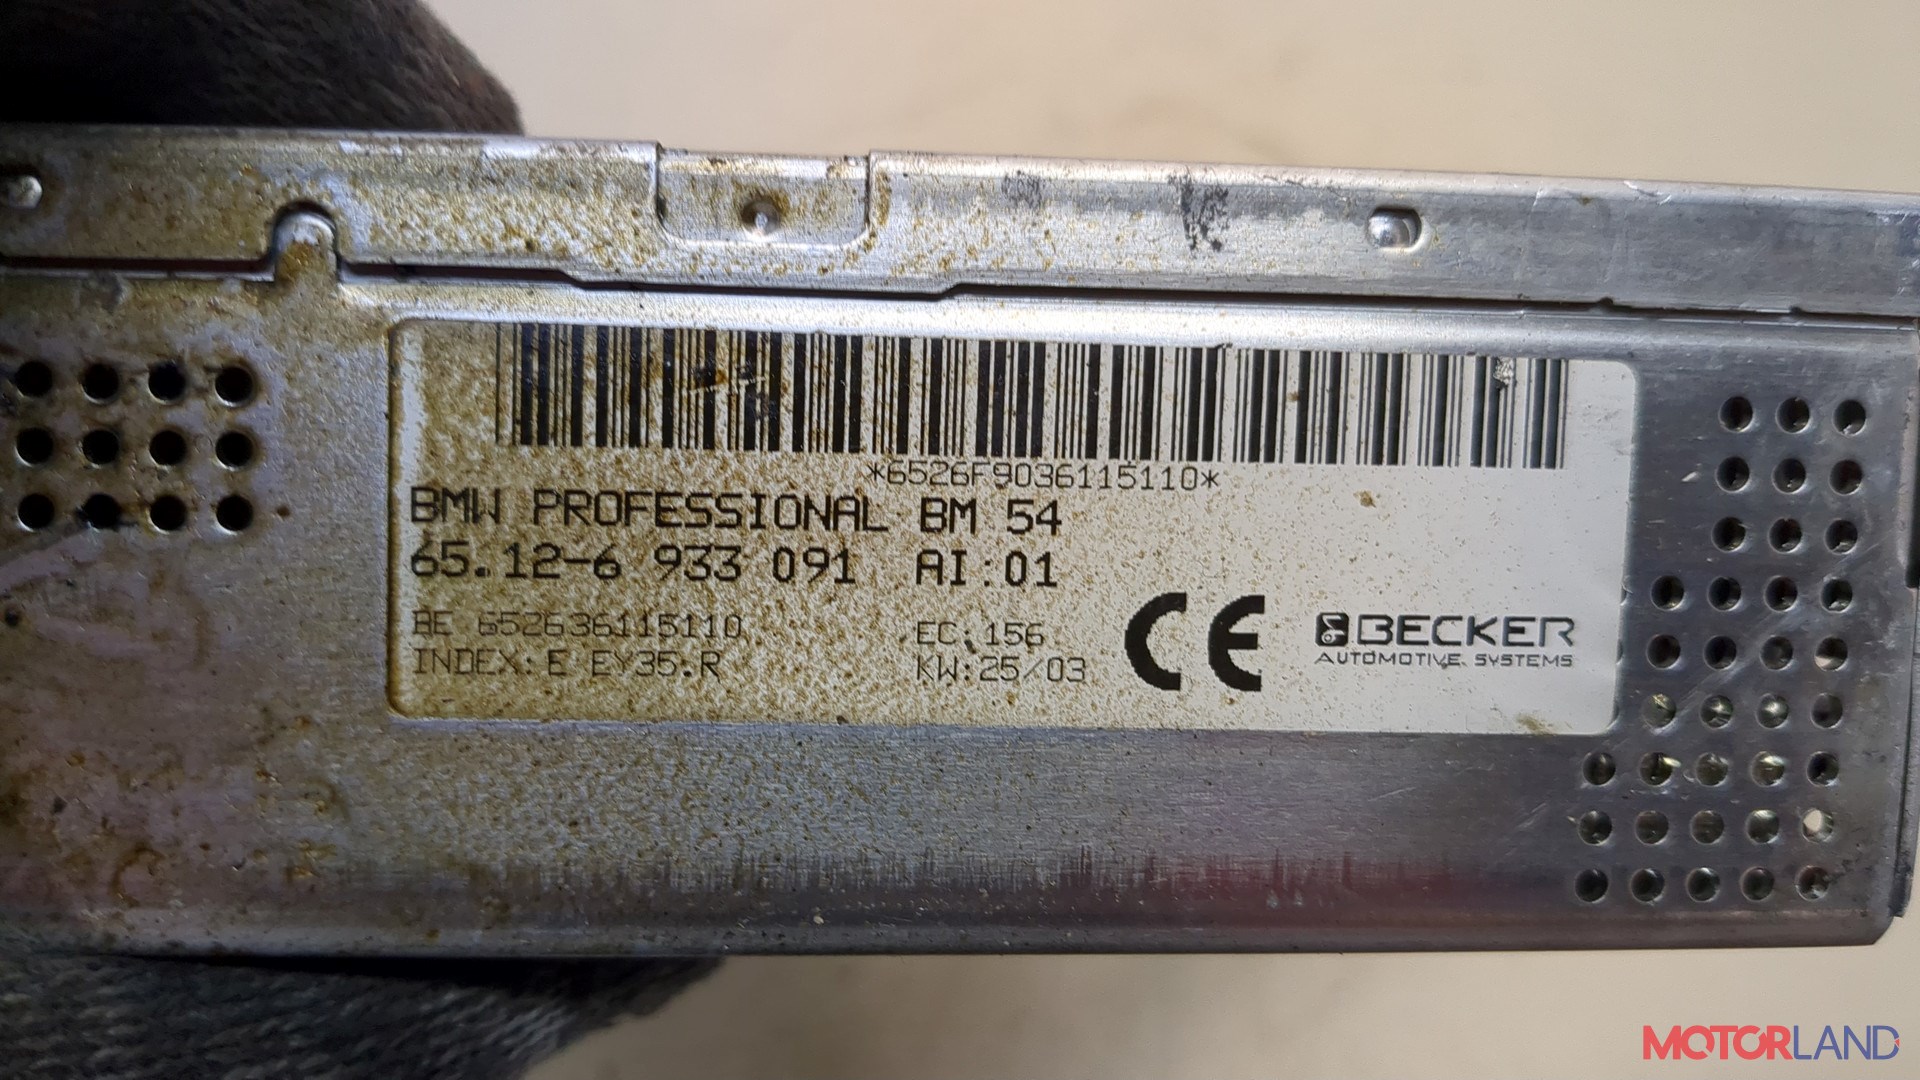 *6526F9036115110*
BMW PROFESSIONAL BM 54
65.12-6 933 091 AI:01
BE 652636115110 EC:156
INDEX:E EY35:R KW:25/03
CE
BECKER
AUTOMOTIVE SYSTEMS
MOTORLAND